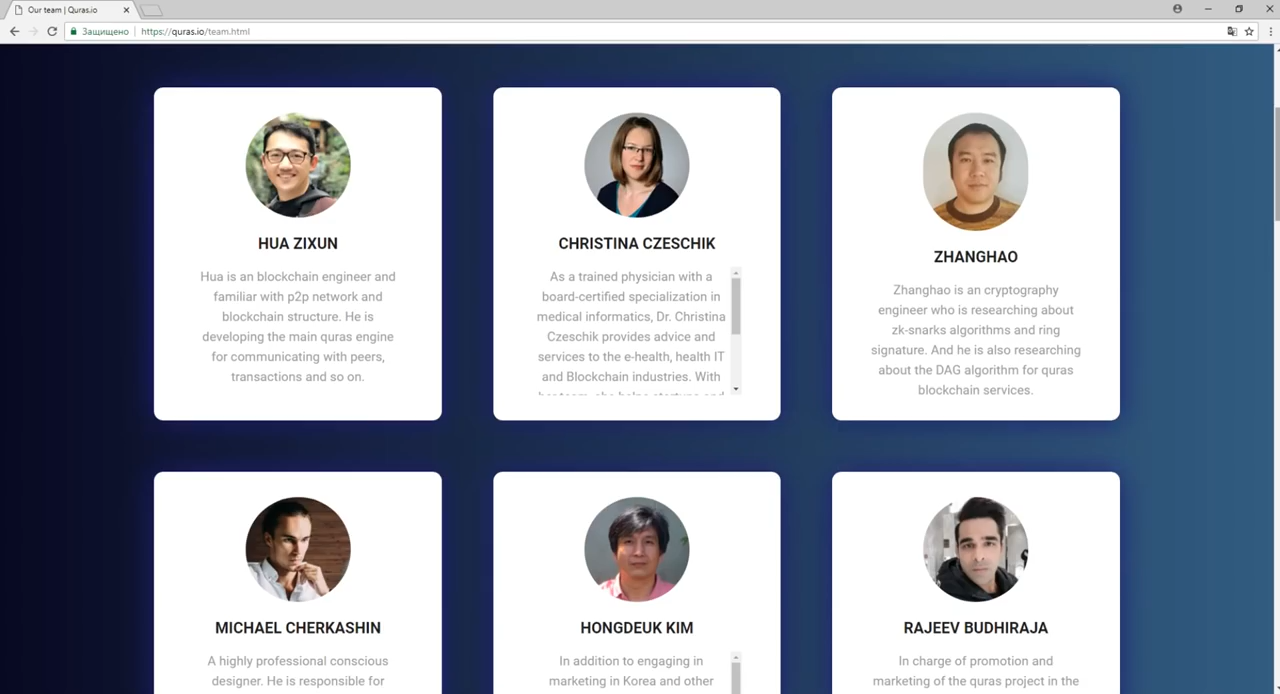 Our team | Quras.io
Защищено
https://quras.io/team.html
HUA ZIXUN
Hua is an blockchain engineer and
familiar with p2p network and
blockchain structure. He is
developing the main quras engine
for communicating with peers,
transactions and so on.
CHRISTINA CZESCHIK
As a trained physician with a
board-certified specialization in
medical informatics, Dr. Christina
Czeschik provides advice and
services to the e-health, health IT
and Blockchain industries. With
ZHANGHAO
Zhanghao is an cryptography
engineer who is researching about
zk-snarks algorithms and ring
signature. And he is also researching
about the DAG algorithm for quras
blockchain services.
MICHAEL CHERKASHIN
A highly professional conscious
designer. He is responsible for
HONGDEUK KIM
In addition to engaging in
marketing in Korea and other
RAJEEV BUDHIRAJA
In charge of promotion and
marketing of the quras project in the